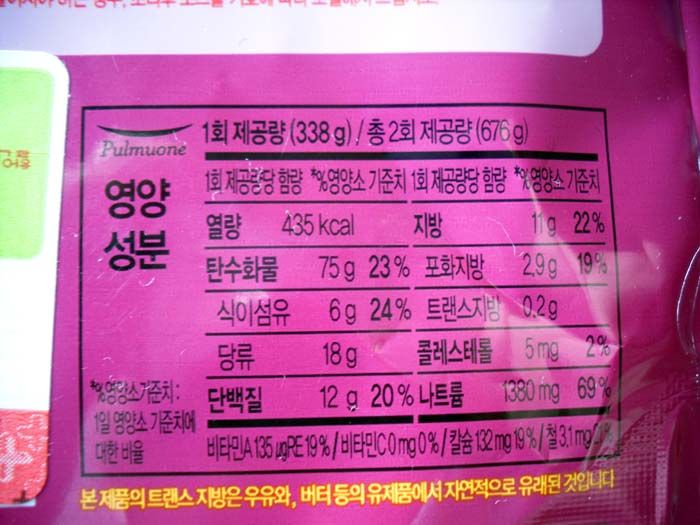 Pulmuone
1회 제공량 (338 g) / 총 2회 제공량 (676 g)
영양
성분
1회 제공량당 함량 *%영양소 기준치 1회 제공량당 함량 *%영양소 기준치
열량 435 kcal 지방 11 g 22 %
탄수화물 75 g 23 % 포화지방 2.9 g 19 %
식이섬유 6 g 24 % 트랜스지방 0.2 g
당류 18 g 콜레스테롤 5 mg 2 %
단백질 12 g 20 % 나트륨 1380 mg 69 %
비타민A 135 μgRE 19 % / 비타민C 0 mg 0 % / 칼슘 132 mg 19 % / 철 3.1 mg
*%영양소기준치 :
1일 영양소 기준치에
대한 비율
본 제품의 트랜스 지방은 우유와, 버터 등의 유제품에서 자연적으로 유래된 것입니다